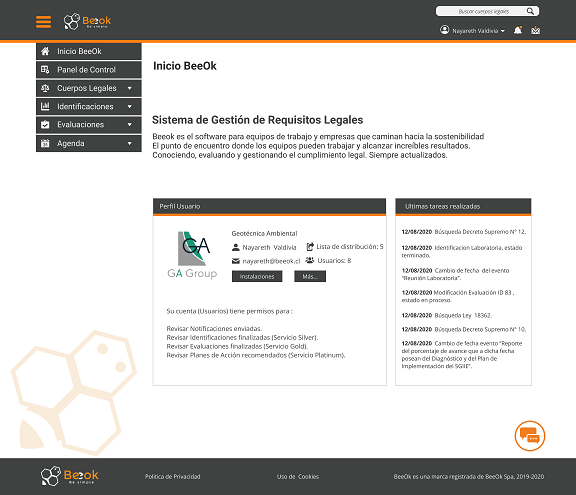 BeeOk
Be simple
Buscar cuerpos legales
Nayareth Valdivia
Inicio BeeOk
Panel de Control
Cuerpos Legales
Identificaciones
Evaluaciones
Agenda
Inicio BeeOk
Sistema de Gestión de Requisitos Legales
Beeok es el software para equipos de trabajo y empresas que caminan hacia la sostenibilidad
El punto de encuentro donde los equipos pueden trabajar y alcanzar increíbles resultados.
Conociendo, evaluando y gestionando el cumplimiento legal. Siempre actualizados.
Perfil Usuario
GA
GA Group
Geotécnica Ambiental
Nayareth Valdivia
Lista de distribución: 5
nayareth@beeok.cl
Usuarios: 8
Instalaciones
Más...
Su cuenta (Usuarios) tiene permisos para :
Revisar Notificaciones enviadas.
Revisar Identificaciones finalizadas (Servicio Silver).
Revisar Evaluaciones finalizadas (Servicio Gold).
Revisar Planes de Acción recomendados (Servicio Platinum).
Ultimas tareas realizadas
12/08/2020 Búsqueda Decreto Supremo N° 12.
12/08/2020 Identificacion Laboratoria, estado
terminado.
12/08/2020 Cambio de fecha del evento
"Reunión Laboratoria".
12/08/2020 Modificación Evaluación ID 83 ,
estado en proceso.
12/08/2020 Búsqueda Ley 18362.
12/08/2020 Búsqueda Decreto Supremo N° 10.
12/08/2020 Cambio de fecha evento "Reporte
del porcentaje de avance que a dicha fecha
posean del Diagnóstico y del Plan de
Implementación del SGIIE".
BeeOk
Be simple
Política de Privacidad
Uso de Cookies
BeeOk es una marca registrada de BeeOk Spa, 2019-2020